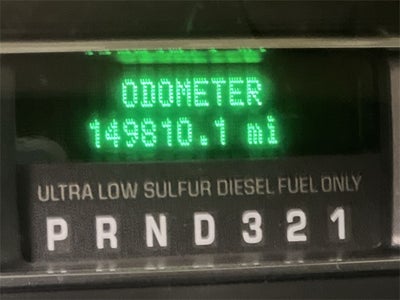 ODOMETER
149810.1 mi
ULTRA LOW SULFUR DIESEL FUEL ONLY
P R N D 3 2 1